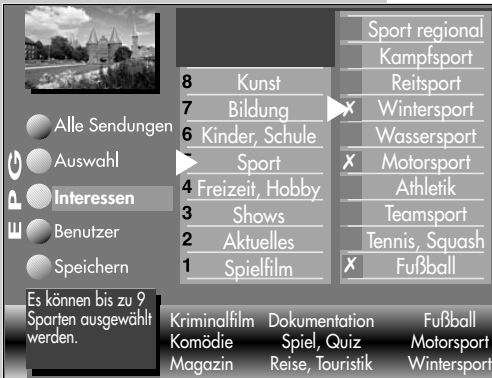 EPG
Alle Sendungen
Auswahl
Interessen
Benutzer
Speichern
Es können bis zu 9
Sparten ausgewählt
werden.
8 Kunst
7 Bildung
6 Kinder, Schule
Sport
4 Freizeit, Hobby
3 Shows
2 Aktuelles
1 Spielfilm
Sport regional
Kampfsport
Reitsport
✗ Wintersport
Wassersport
✗ Motorsport
Athletik
Teamsport
Tennis, Squash
✗ Fußball
Kriminalfilm Dokumentation Fußball
Komödie Spiel, Quiz Motorsport
Magazin Reise, Touristik Wintersport